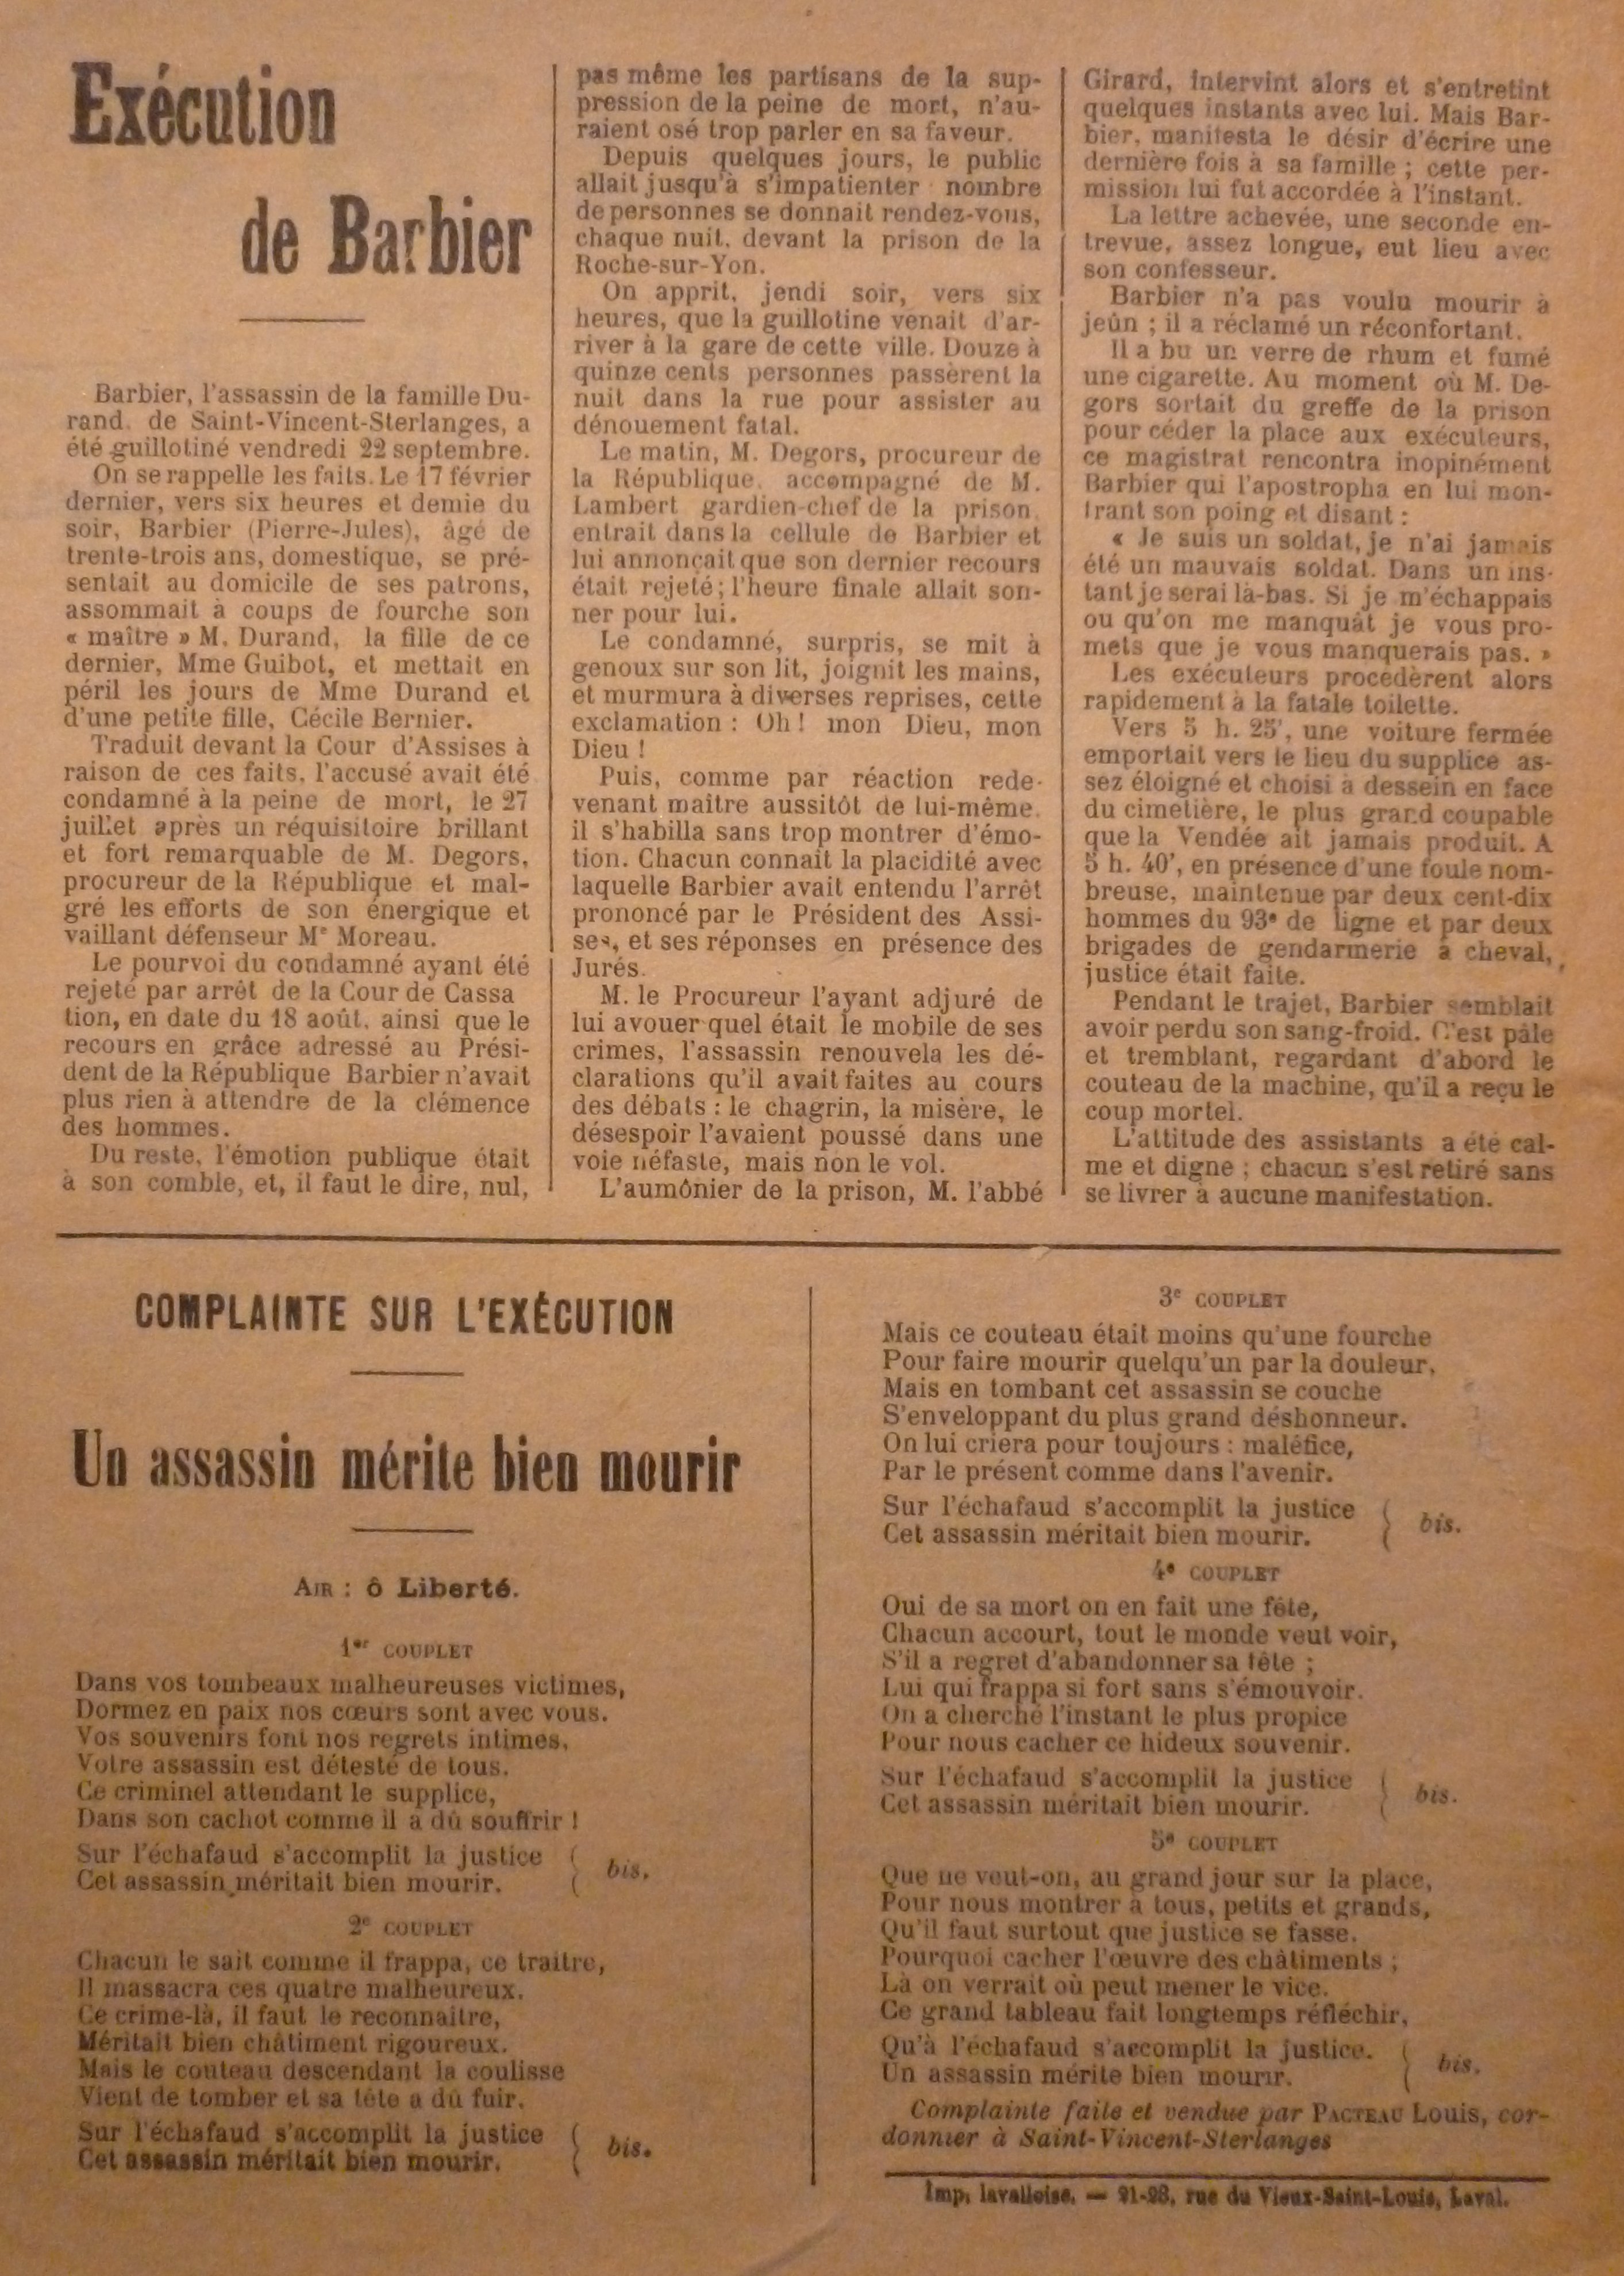 Exécution
de Barbier
Barbier, l'assassin de la famille Du-
rand, de Saint-Vincent-Sterlanges, a
été guillotiné vendredi 22 septembre.
On se rappelle les faits. Le 17 février
dernier, vers six heures et demie du
soir, Barbier (Pierre-Jules), âgé de
trente-trois ans, domestique, se pré-
sentait au domicile de ses patrons,
assommait à coups de fourche son
« maître » M. Durand, la fille de ce
dernier, Mme Guibot, et mettait en
péril les jours de Mme Durand et
d'une petite fille, Cécile Bernier.
Traduit devant la Cour d'Assises à
raison de ces faits, l'accusé avait été
condamné à la peine de mort, le 27
juillet après un réquisitoire brillant
et fort remarquable de M. Degors,
procureur de la République et mal-
gré les efforts de son énergique et
vaillant défenseur Me Moreau.
Le pourvoi du condamné ayant été
rejeté par arrêt de la Cour de Cassa
tion, en date du 18 août, ainsi que le
recours en grâce adressé au Prési-
dent de la République Barbier n'avait
plus rien à attendre de la clémence
des hommes.
Du reste, l'émotion publique était
à son comble, et, il faut le dire, nul,
pas même les partisans de la sup-
pression de la peine de mort, n'au-
raient osé trop parler en sa faveur.
Depuis quelques jours, le public
allait jusqu'à s'impatienter nombre
de personnes se donnait rendez-vous,
chaque nuit, devant la prison de la
Roche-sur-Yon.
On apprit, jendi soir, vers six
heures, que la guillotine venait d'ar-
river à la gare de cette ville. Douze à
quinze cents personnes passèrent la
nuit dans la rue pour assister au
dénouement fatal.
Le matin, M. Degors, procureur de
la République, accompagné de M.
Lambert gardien-chef de la prison,
entrait dans la cellule de Barbier et
lui annonçait que son dernier recours
était rejeté; l'heure finale allait son-
ner pour lui.
Le condamné, surpris, se mit à
genoux sur son lit, joignit les mains,
et murmura à diverses reprises, cette
exclamation : Oh ! mon Dieu, mon
Dieu !
Puis, comme par réaction rede-
venant maître aussitôt de lui-même,
il s'habilla sans trop montrer d'émo-
tion. Chacun connait la placidité avec
laquelle Barbier avait entendu l'arrêt
prononcé par le Président des Assi-
ses, et ses réponses en présence des
Jurés.
M. le Procureur l'ayant adjuré de
lui avouer quel était le mobile de ses
crimes, l'assassin renouvela les dé-
clarations qu'il avait faites au cours
des débats : le chagrin, la misère, le
désespoir l'avaient poussé dans une
voie néfaste, mais non le vol.
L'aumônier de la prison, M. l'abbé
Girard, intervint alors et s'entretint
quelques instants avec lui. Mais Bar-
bier, manifesta le désir d'écrire une
dernière fois à sa famille ; cette per-
mission lui fut accordée à l'instant.
La lettre achevée, une seconde en-
trevue, assez longue, eut lieu avec
son confesseur.
Barbier n'a pas voulu mourir à
jeûn ; il a réclamé un réconfortant.
Il a bu un verre de rhum et fumé
une cigarette. Au moment où M. De-
gors sortait du greffe de la prison
pour céder la place aux exécuteurs,
ce magistrat rencontra inopinément
Barbier qui l'apostropha en lui mon-
trant son poing et disant :
« Je suis un soldat, je n'ai jamais
été un mauvais soldat. Dans un ins-
tant je serai là-bas. Si je m'échappais
ou qu'on me manquât je vous pro-
mets que je vous manquerais pas. »
Les exécuteurs procédèrent alors
rapidement à la fatale toilette.
Vers 5 h. 25', une voiture fermée
emportait vers le lieu du supplice as-
sez éloigné et choisi à dessein en face
du cimetière, le plus grand coupable
que la Vendée ait jamais produit. A
5 h. 40', en présence d'une foule nom-
breuse, maintenue par deux cent-dix
hommes du 93e de ligne et par deux
brigades de gendarmerie à cheval,
justice était faite.
Pendant le trajet, Barbier semblait
avoir perdu son sang-froid. C'est pâle
et tremblant, regardant d'abord le
couteau de la machine, qu'il a reçu le
coup mortel.
L'attitude des assistants a été cal-
me et digne ; chacun s'est retiré sans
se livrer à aucune manifestation.
COMPLAINTE SUR L'EXÉCUTION
Un assassin mérite bien mourir
AIR : ô Liberté.
1er COUPLET
Dans vos tombeaux malheureuses victimes,
Dormez en paix nos cœurs sont avec vous.
Vos souvenirs font nos regrets intimes,
Votre assassin est détesté de tous.
Ce criminel attendant le supplice,
Dans son cachot comme il a dû souffrir !
Sur l'échafaud s'accomplit la justice
Cet assassin méritait bien mourir. } bis.
2e COUPLET
Chacun le sait comme il frappa, ce traitre,
Il massacra ces quatre malheureux.
Ce crime-là, il faut le reconnaitre,
Méritait bien châtiment rigoureux.
Mais le couteau descendant la coulisse
Vient de tomber et sa tête a dû fuir.
Sur l'échafaud s'accomplit la justice
Cet assassin méritait bien mourir. } bis.
3e COUPLET
Mais ce couteau était moins qu'une fourche
Pour faire mourir quelqu'un par la douleur,
Mais en tombant cet assassin se couche
S'enveloppant du plus grand déshonneur.
On lui criera pour toujours : maléfice,
Par le présent comme dans l'avenir.
Sur l'échafaud s'accomplit la justice
Cet assassin méritait bien mourir. } bis.
4e COUPLET
Oui de sa mort on en fait une fête,
Chacun accourt, tout le monde veut voir,
S'il a regret d'abandonner sa tête ;
Lui qui frappa si fort sans s'émouvoir.
On a cherché l'instant le plus propice
Pour nous cacher ce hideux souvenir.
Sur l'échafaud s'accomplit la justice
Cet assassin méritait bien mourir. } bis.
5e COUPLET
Que ne veut-on, au grand jour sur la place,
Pour nous montrer à tous, petits et grands,
Qu'il faut surtout que justice se fasse.
Pourquoi cacher l'œuvre des châtiments ;
Là on verrait où peut mener le vice.
Ce grand tableau fait longtemps réfléchir,
Qu'à l'échafaud s'accomplit la justice.
Un assassin mérite bien mourir. } bis.
Complainte faite et vendue par PACTEAU Louis, cor-
donnier à Saint-Vincent-Sterlanges
Imp. lavalloise. — 21-23, rue du Vieux-Saint-Louis, Laval.